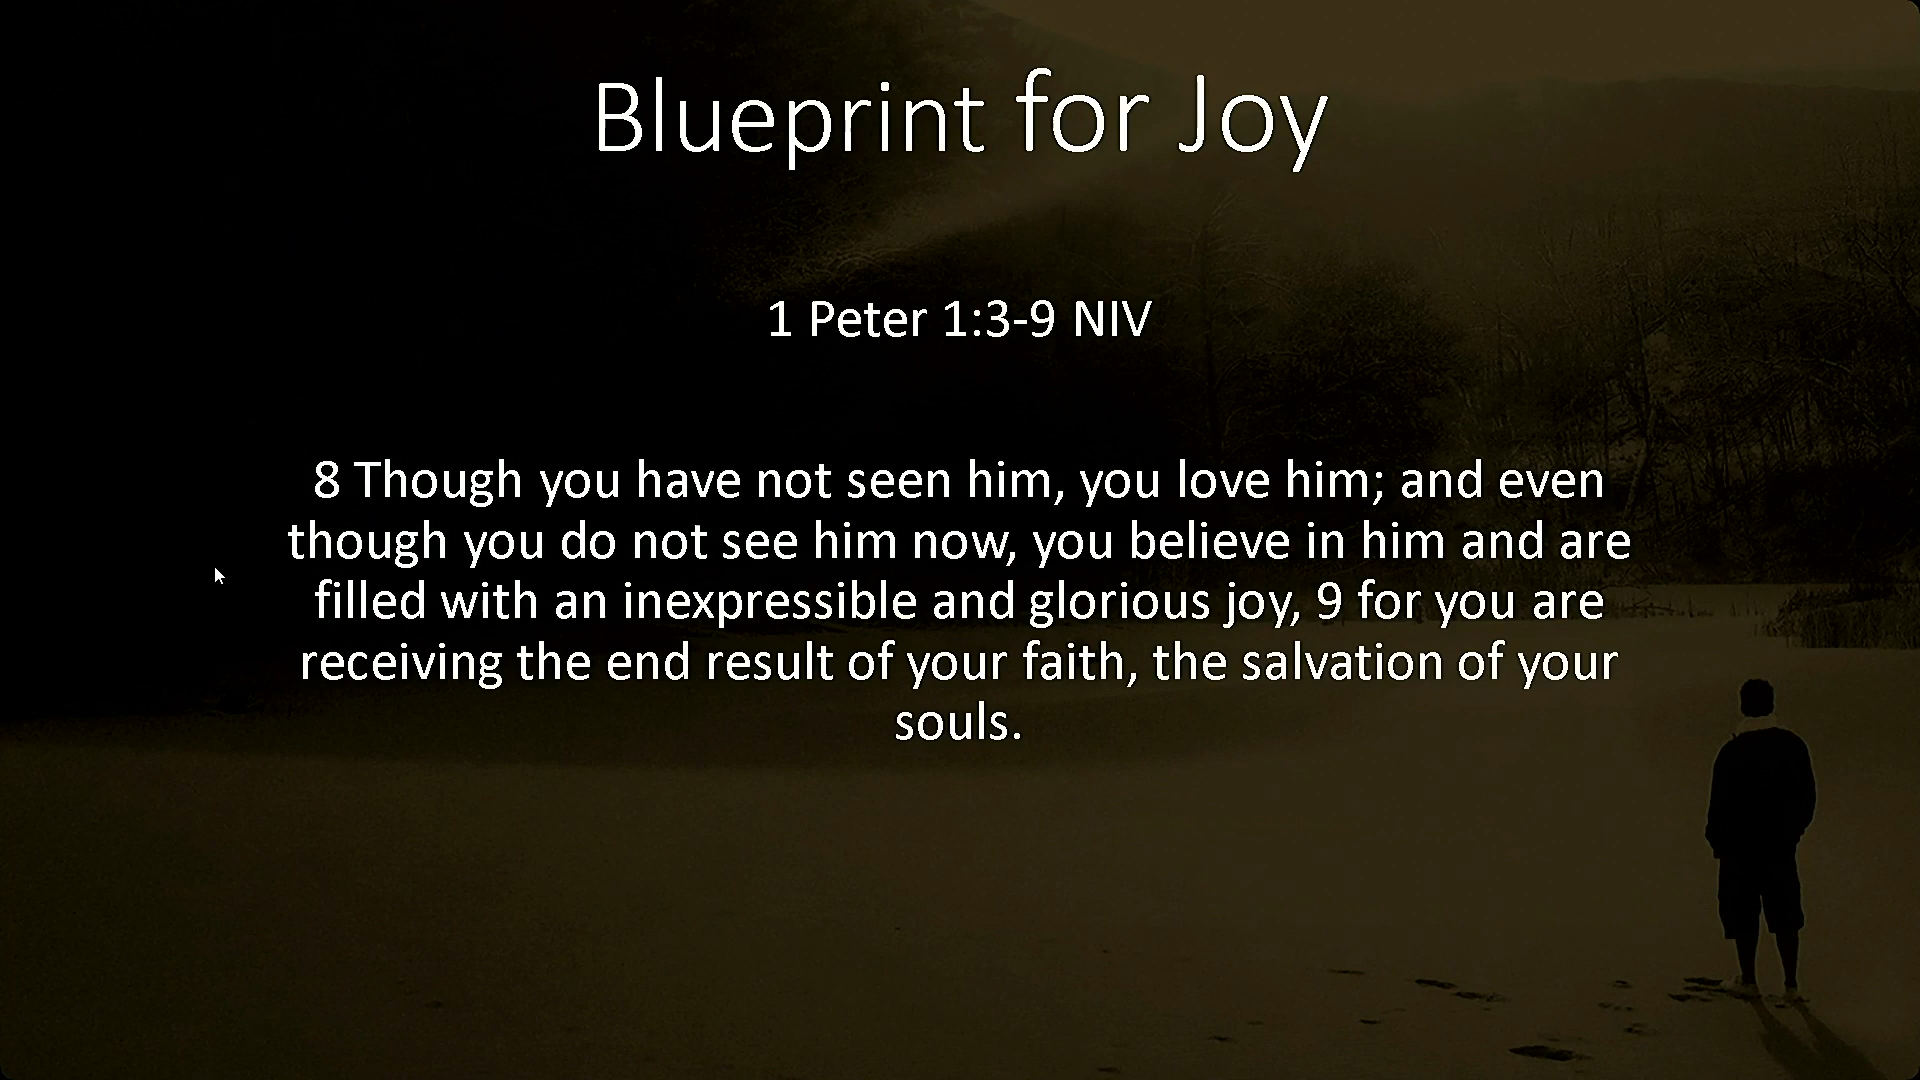 Blueprint for Joy
1 Peter 1:3-9 NIV
8 Though you have not seen him, you love him; and even
though you do not see him now, you believe in him and are
filled with an inexpressible and glorious joy, 9 for you are
receiving the end result of your faith, the salvation of your
souls.